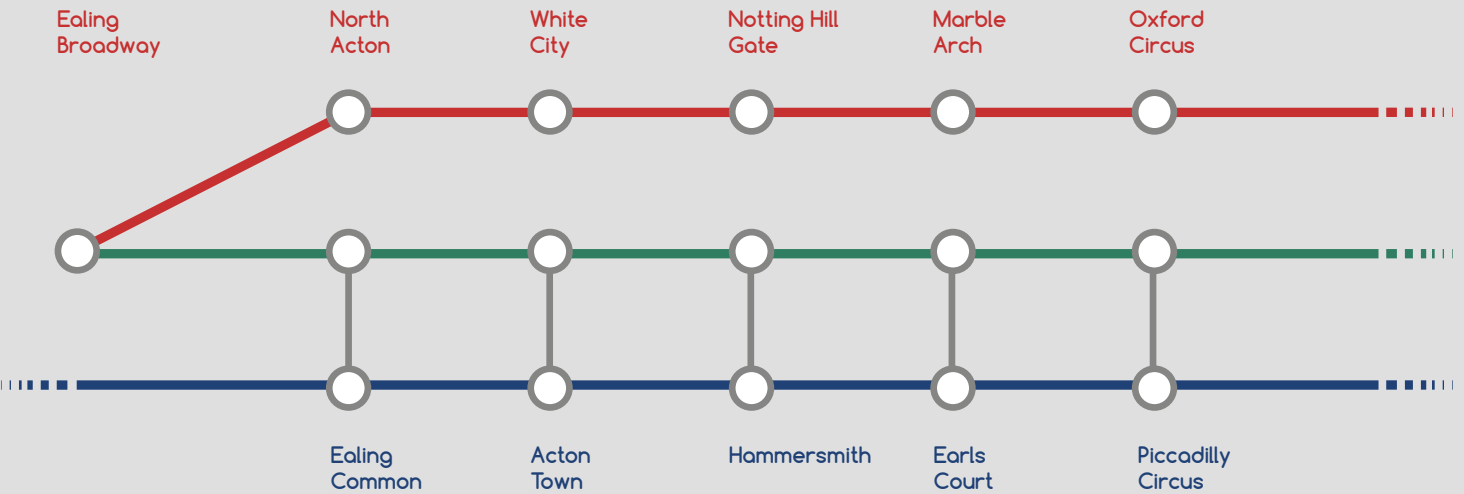 Ealing
Broadway
North
Acton
White
City
Notting Hill
Gate
Marble
Arch
Oxford
Circus
Ealing
Common
Acton
Town
Hammersmith
Earls
Court
Piccadilly
Circus